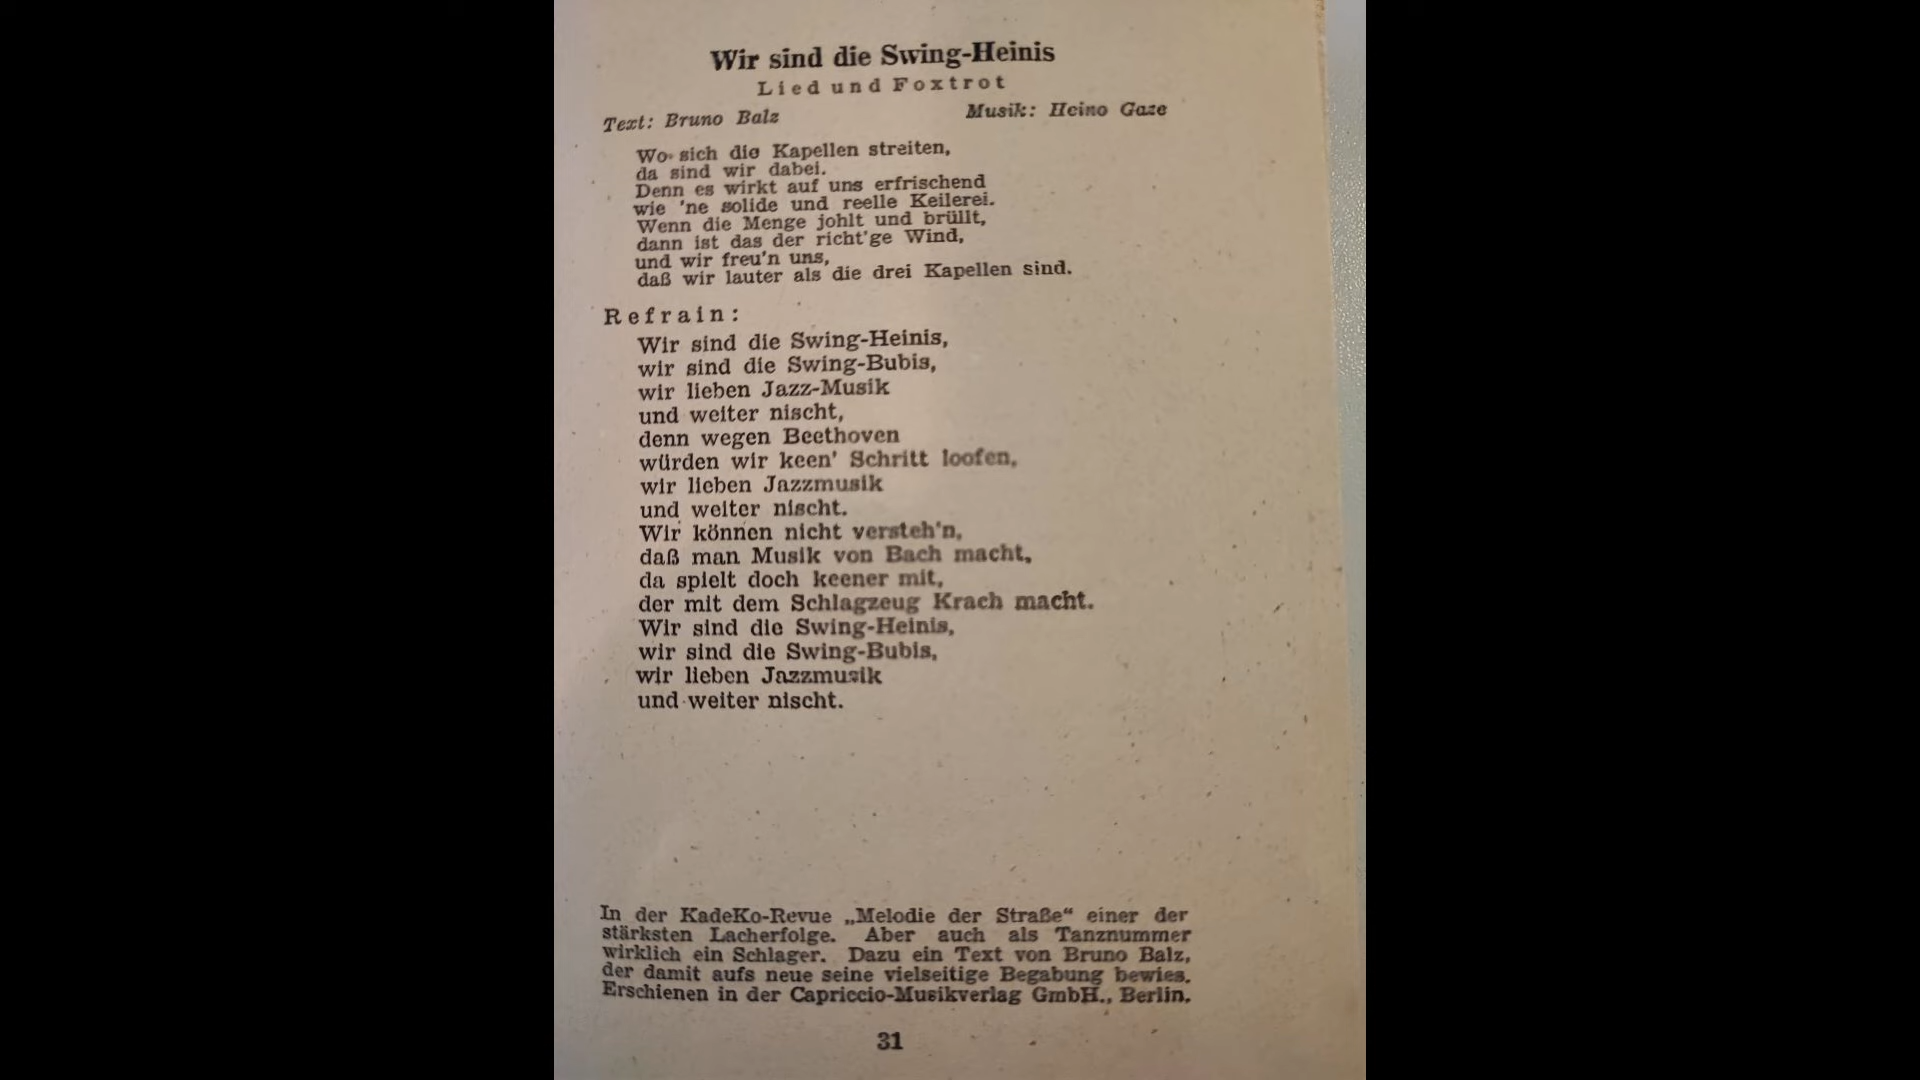 Wir sind die Swing-Heinis
Lied und Foxtrot
Text: Bruno Balz
Musik: Heino Gaze
Wo sich die Kapellen streiten,
da sind wir dabei.
Denn es wirkt auf uns erfrischend
wie 'ne solide und reelle Keilerei.
Wenn die Menge johlt und brüllt,
dann ist das der richt'ge Wind,
und wir freu'n uns,
daß wir lauter als die drei Kapellen sind.
Refrain:
Wir sind die Swing-Heinis,
wir sind die Swing-Bubis,
wir lieben Jazz-Musik
und weiter nischt,
denn wegen Beethoven
würden wir keen' Schritt loofen,
wir lieben Jazzmusik
und weiter nischt.
Wir können nicht versteh'n,
daß man Musik von Bach macht,
da spielt doch keener mit,
der mit dem Schlagzeug Krach macht.
Wir sind die Swing-Heinis,
wir sind die Swing-Bubis,
wir lieben Jazzmusik
und weiter nischt.
In der KadeKo-Revue „Melodie der Straße“ einer der
stärksten Lacherfolge. Aber auch als Tanznummer
wirklich ein Schlager. Dazu ein Text von Bruno Balz,
der damit aufs neue seine vielseitige Begabung bewies.
Erschienen in der Capriccio-Musikverlag GmbH., Berlin.
31